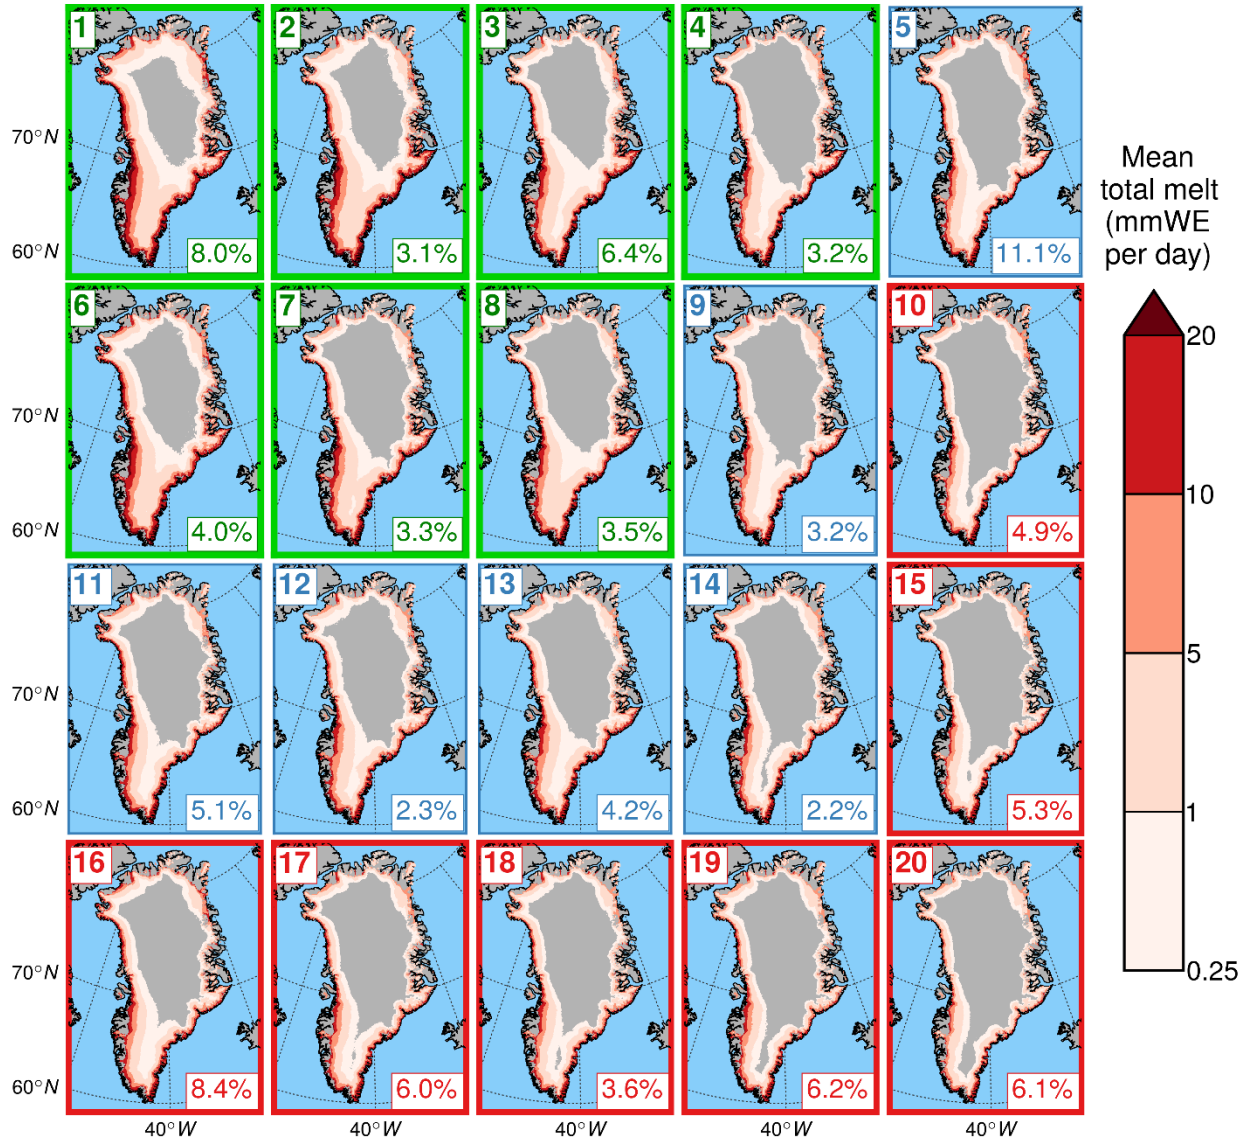 1 2 3 4 5
70°N
60°N
8.0% 3.1% 6.4% 3.2% 11.1%
6 7 8 9 10
70°N
60°N
4.0% 3.3% 3.5% 3.2% 4.9%
11 12 13 14 15
70°N
60°N
5.1% 2.3% 4.2% 2.2% 5.3%
16 17 18 19 20
70°N
60°N
8.4% 6.0% 3.6% 6.2% 6.1%
40°W 40°W 40°W 40°W 40°W
Mean
total melt
(mmWE
per day)
20
10
5
1
0.25